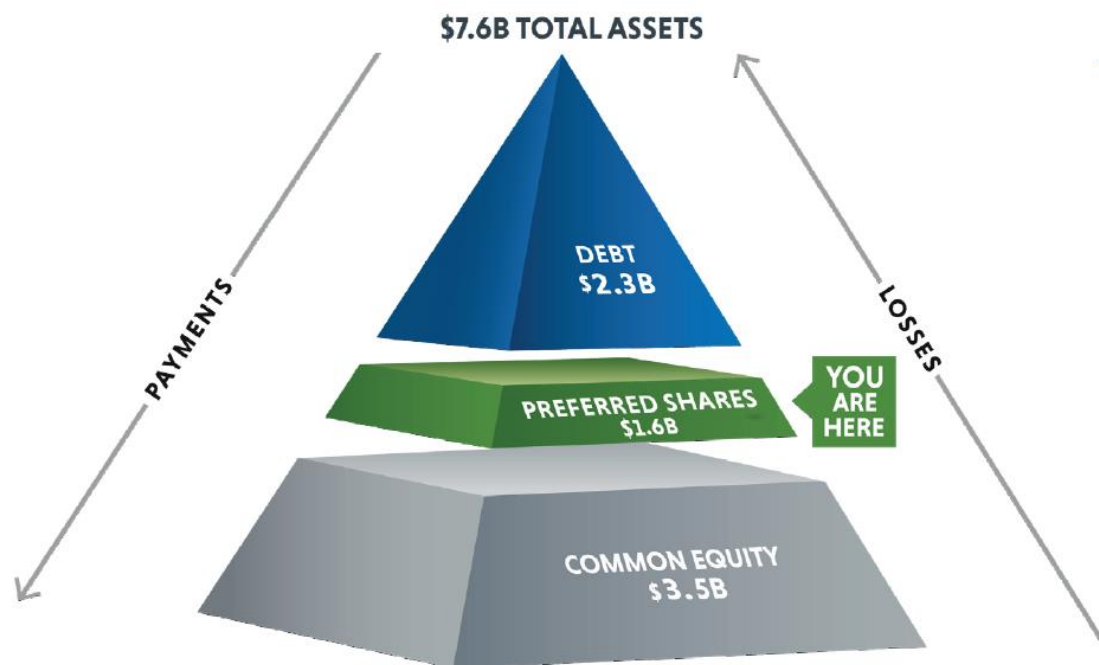 $7.6B TOTAL ASSETS
DEBT
$2.3B
PAYMENTS
LOSSES
PREFERRED SHARES
$1.6B
YOU
ARE
HERE
COMMON EQUITY
$3.5B